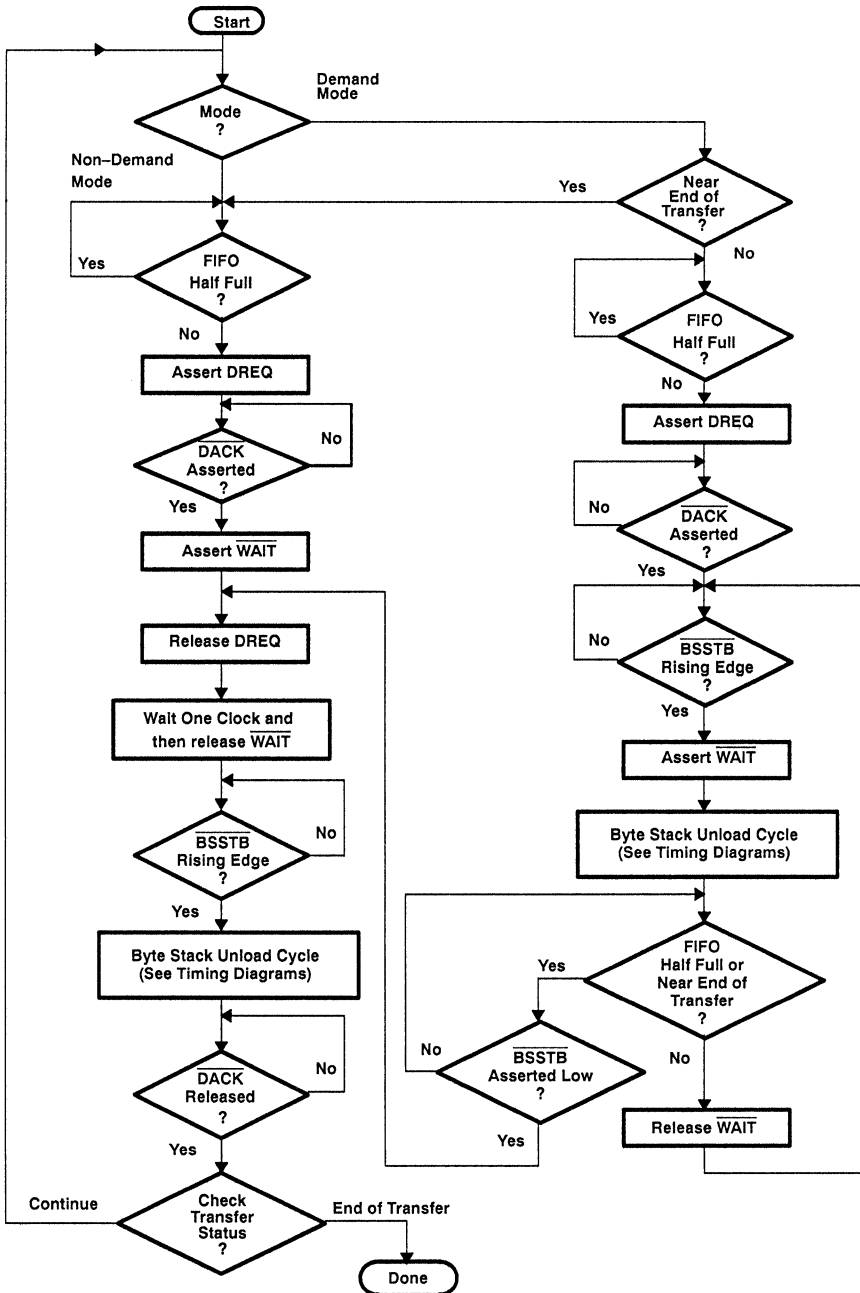 Start
Demand
Mode
Mode
?
Non–Demand
Mode
Yes
Near
End of
Transfer
?
No
Yes
FIFO
Half Full
?
No
Yes
FIFO
Half Full
?
No
Assert DREQ
Assert DREQ
No
DACK
Asserted
?
Yes
No
DACK
Asserted
?
Yes
Assert WAIT
Release DREQ
No
BSSTB
Rising Edge
?
Yes
Wait One Clock and
then release WAIT
Assert WAIT
No
BSSTB
Rising Edge
?
Yes
Byte Stack Unload Cycle
(See Timing Diagrams)
Byte Stack Unload Cycle
(See Timing Diagrams)
Yes
FIFO
Half Full or
Near End of
Transfer
?
No
No
DACK
Released
?
Yes
No
BSSTB
Asserted Low
?
Yes
Release WAIT
Continue
Check
Transfer
Status
?
End of Transfer
Done